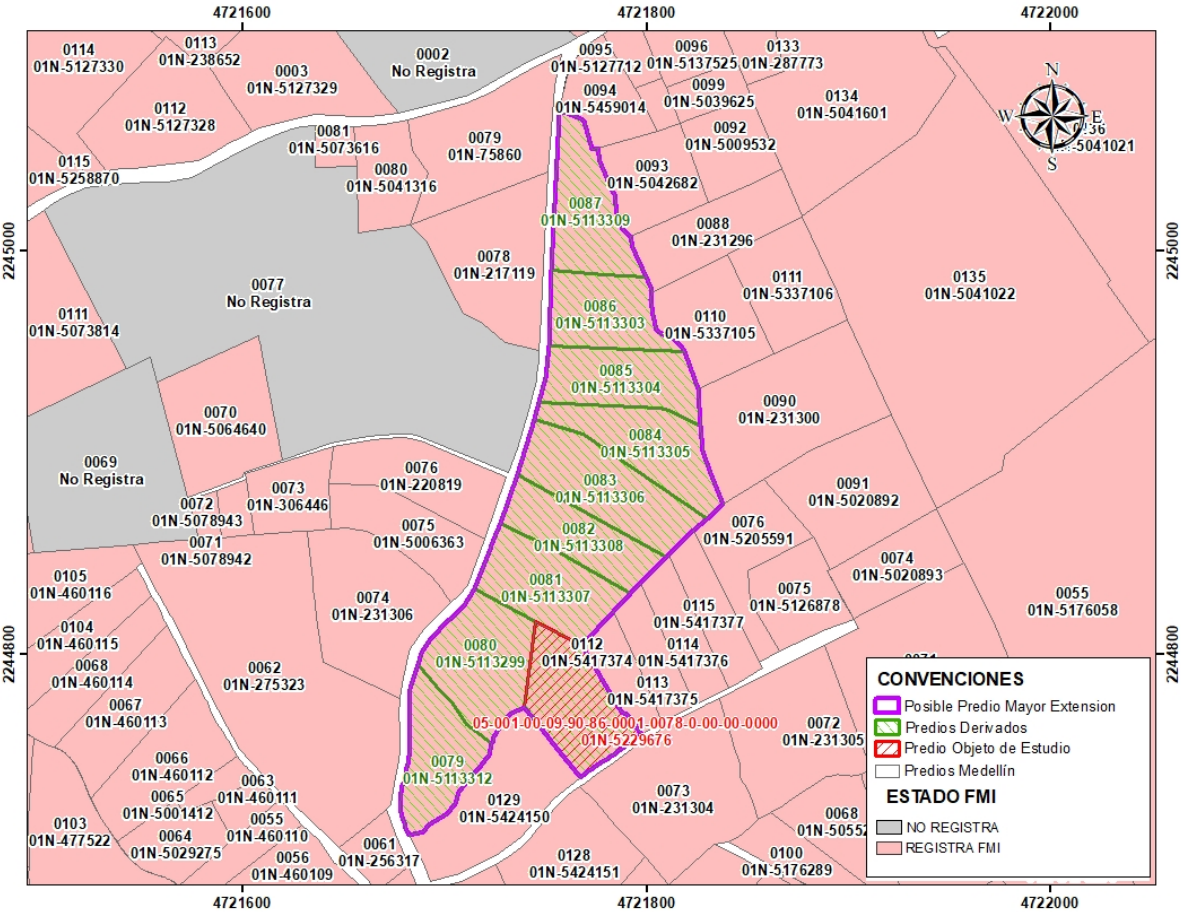 4721600
4721800
4722000
0114
01N-5127330
0113
01N-238652
0003
01N-5127329
0002
No Registra
0095
01N-5127712
0096
01N-5137525
0133
01N-287773
0094
01N-5459014
0099
01N-5039625
0134
01N-5041601
N
W
E
S
01N-5041021
0112
01N-5127328
0081
01N-5073616
0079
01N-75860
0092
01N-5009532
0115
01N-5258870
0080
01N-5041316
0093
01N-5042682
0087
01N-5113309
0088
01N-231296
2245000
2245000
0078
01N-217119
0077
No Registra
0111
01N-5337106
0135
01N-5041022
0111
01N-5073814
0086
01N-5113303
0110
01N-5337105
0085
01N-5113304
0070
01N-5064640
0090
01N-231300
0084
01N-5113305
0069
No Registra
0076
01N-220819
0083
01N-5113306
0091
01N-5020892
0073
01N-306446
0072
01N-5078943
0075
01N-5006363
0082
01N-5113308
0076
01N-5205591
0071
01N-5078942
0074
01N-5020893
0105
01N-460116
0081
01N-5113307
0075
01N-5126878
0055
01N-5176058
0074
01N-231306
0115
01N-5417377
0104
01N-460115
2244800
2244800
0080
01N-5113299
0112
01N-5417374
0114
01N-5417376
0068
01N-460114
0062
01N-275323
0113
01N-5417375
0067
01N-460113
05-001-00-09-90-86-0001-0078-0-00-00-0000
01N-5229676
0072
01N-231305
0066
01N-460112
0079
01N-5113312
0063
01N-460111
0065
01N-5001412
0129
01N-5424150
0073
01N-231304
0068
01N-5055
0103
01N-477522
0055
01N-460110
0064
01N-5029275
0061
01N-256317
0056
01N-460109
0128
01N-5424151
0100
01N-5176289
CONVENCIONES
Posible Predio Mayor Extension
Predios Derivados
Predio Objeto de Estudio
Predios Medellín
ESTADO FMI
NO REGISTRA
REGISTRA FMI
4721600
4721800
4722000